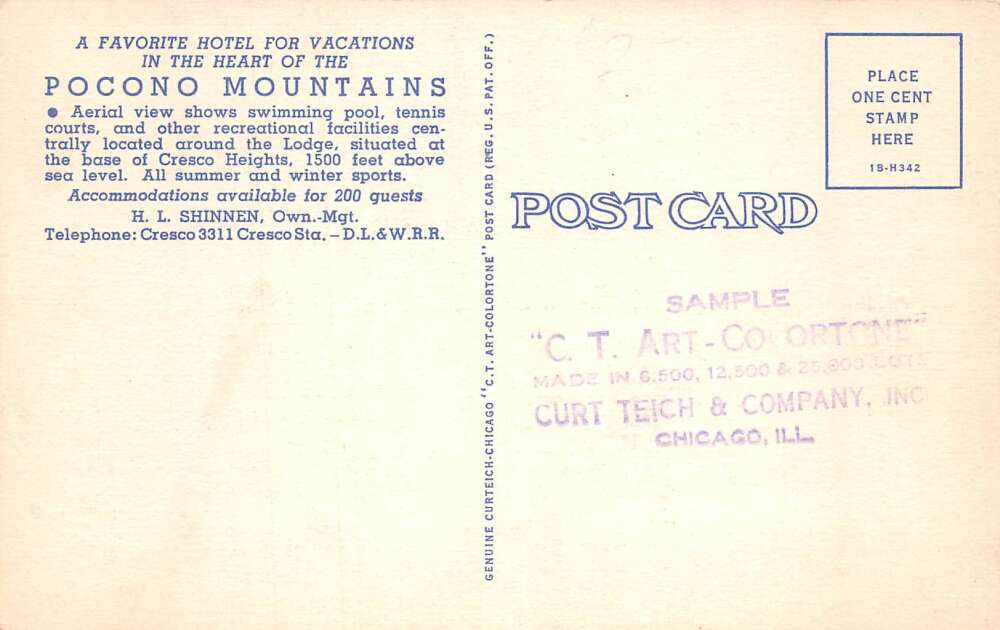 A FAVORITE HOTEL FOR VACATIONS
IN THE HEART OF THE
POCONO MOUNTAINS
● Aerial view shows swimming pool, tennis
courts, and other recreational facilities cen-
trally located around the Lodge, situated at
the base of Cresco Heights, 1500 feet above
sea level. All summer and winter sports.
Accommodations available for 200 guests
H. L. SHINNEN, Own.-Mgt.
Telephone: Cresco 3311 Cresco Sta. – D.L.&W.R.R.
GENUINE CURTEICH-CHICAGO "C.T. ART-COLORTONE" POST CARD (REG. U.S. PAT. OFF.)
PLACE
ONE CENT
STAMP
HERE
1B-H342
POST CARD
SAMPLE
"C. T. ART-COLORTONE"
MADE IN 6,500, 12,500 & 25,000 LOTS
CURT TEICH & COMPANY, INC
CHICAGO, ILL.